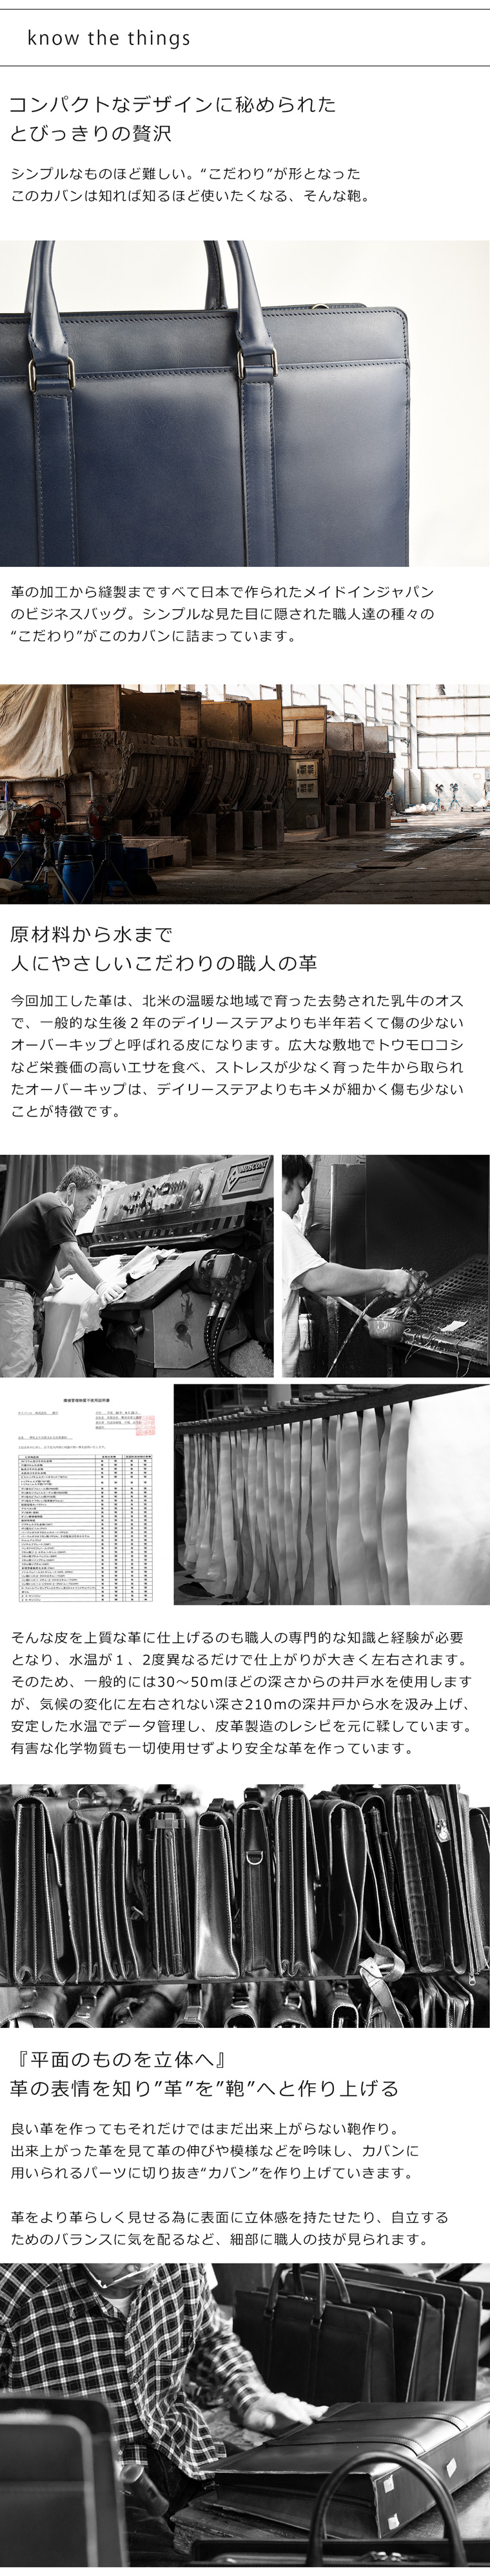 know the things
コンパクトなデザインに秘められた
とびっきりの贅沢
シンプルなものほど難しい。“こだわり”が形となった
このカバンは知れば知るほど使いたくなる、そんな鞄。
革の加工から縫製まですべて日本で作られたメイドインジャパン
のビジネスバッグ。シンプルな見た目に隠された職人達の種々の
“こだわり”がこのカバンに詰まっています。
原材料から水まで
人にやさしいこだわりの職人の革
今回加工した革は、北米の温暖な地域で育った去勢された乳牛のオス
で、一般的な生後２年のデイリーステアよりも半年若くて傷の少ない
オーバーキップと呼ばれる皮になります。広大な敷地でトウモロコシ
など栄養価の高いエサを食べ、ストレスが少なく育った牛から取られ
たオーバーキップは、デイリーステアよりもキメが細かく傷も少ない
ことが特徴です。
そんな皮を上質な革に仕上げるのも職人の専門的な知識と経験が必要
となり、水温が１、2度異なるだけで仕上がりが大きく左右されます。
そのため、一般的には30〜50mほどの深さからの井戸水を使用します
が、気候の変化に左右されない深さ210mの深井戸から水を汲み上げ、
安定した水温でデータ管理し、皮革製造のレシピを元に鞣しています。
有害な化学物質も一切使用せずより安全な革を作っています。
『平面のものを立体へ』
革の表情を知り”革”を”鞄”へと作り上げる
良い革を作ってもそれだけではまだ出来上がらない鞄作り。
出来上がった革を見て革の伸びや模様などを吟味し、カバンに
用いられるパーツに切り抜き“カバン”を作り上げていきます。
革をより革らしく見せる為に表面に立体感を持たせたり、自立する
ためのバランスに気を配るなど、細部に職人の技が見られます。